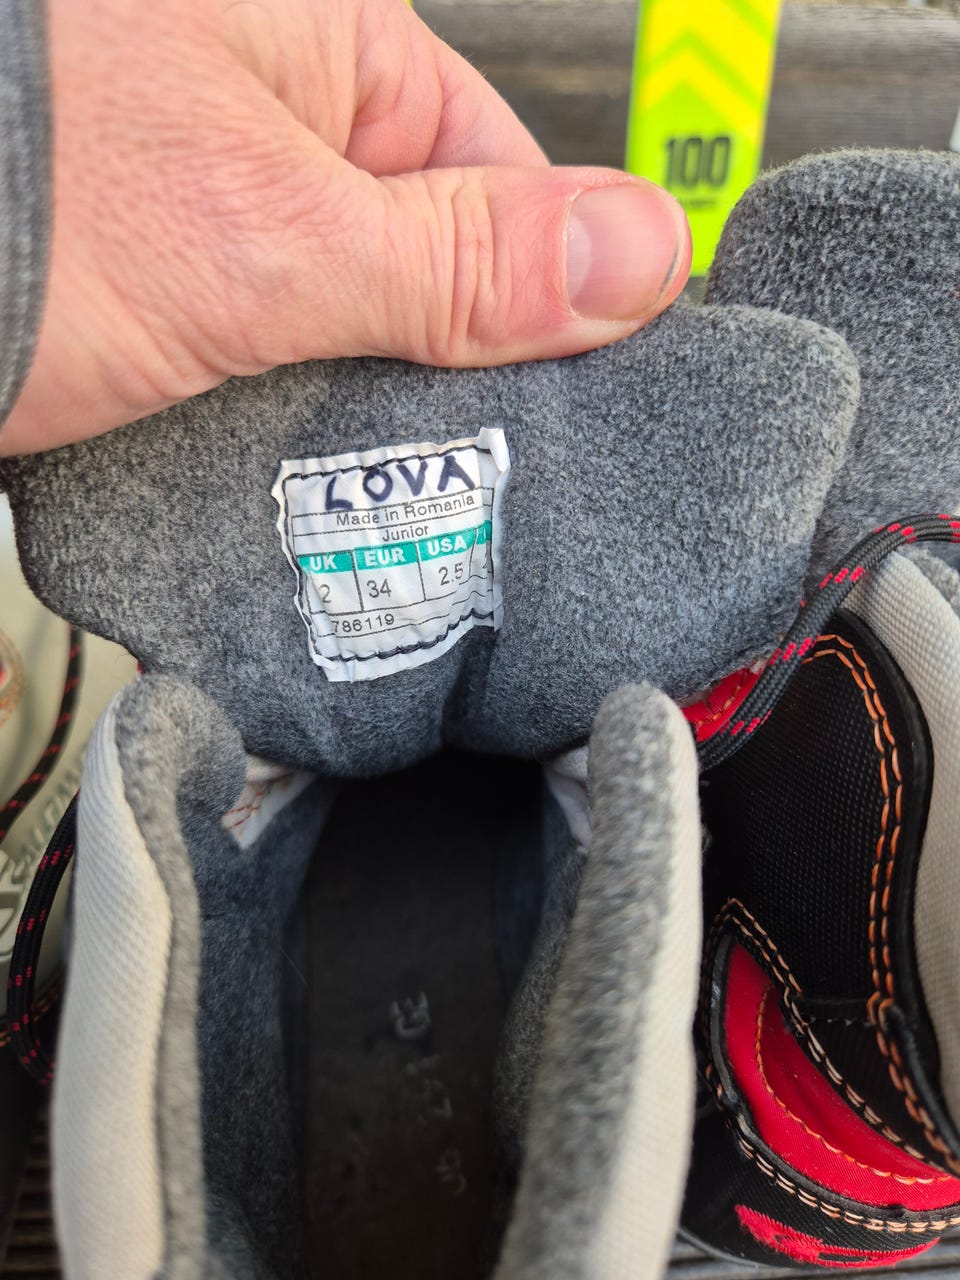 100
LOVA
Made in Romania
Junior
UK EUR USA
2 34 2.5
786119